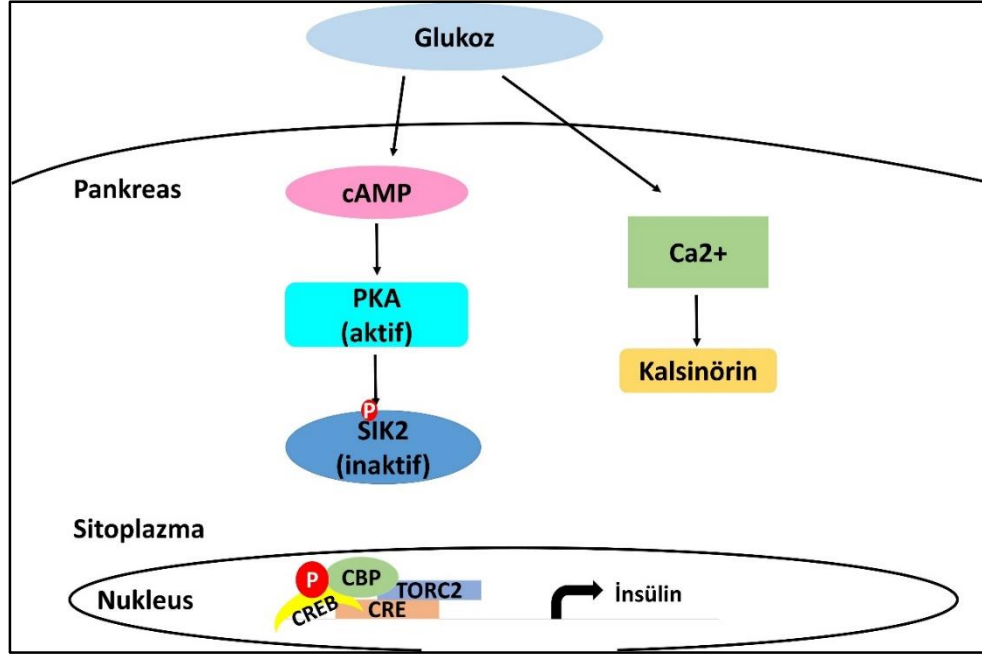 Glukoz
Pankreas
cAMP
Ca2+
PKA
(aktif)
Kalsinörin
P
SIK2
(inaktif)
Sitoplazma
Nukleus
P
CBP
TORC2
CREB
CRE
İnsülin